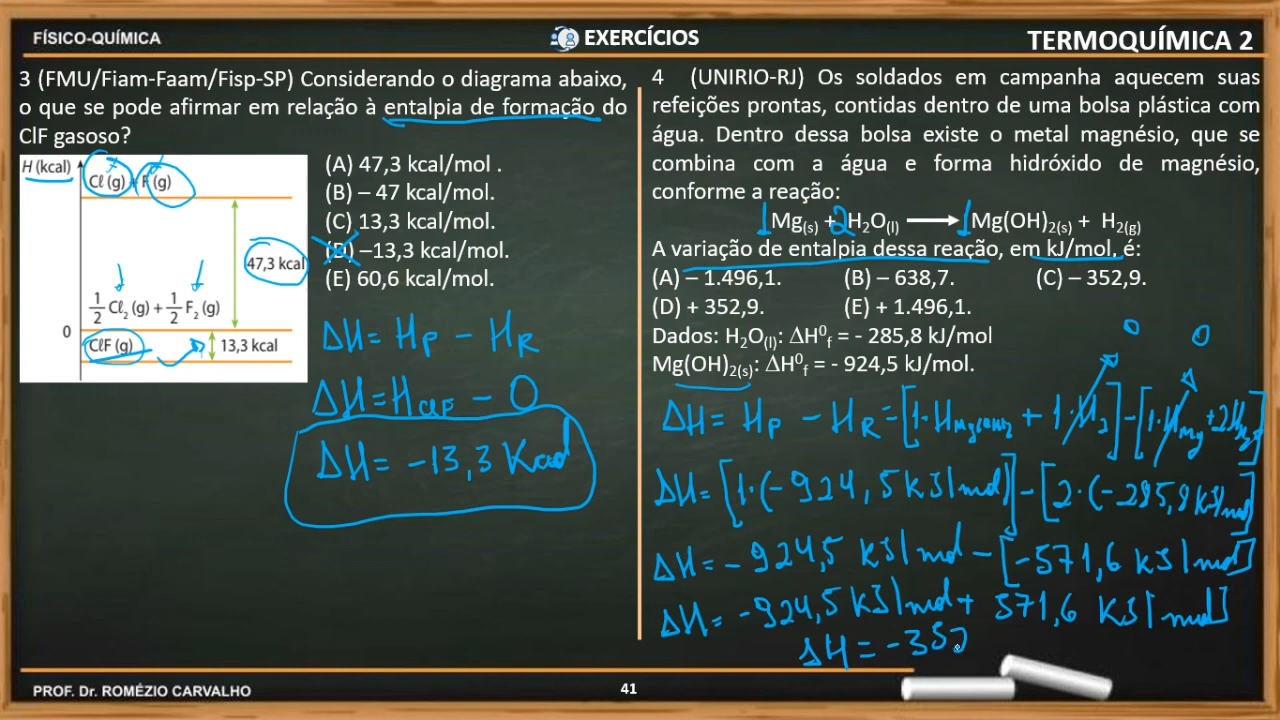 FÍSICO-QUÍMICA
EXERCÍCIOS
TERMOQUÍMICA 2
3 (FMU/Fiam-Faam/Fisp-SP) Considerando o diagrama abaixo,
o que se pode afirmar em relação à entalpia de formação do
ClF gasoso?
H (kcal)
Cℓ (g) + F (g)
47,3 kcal
1/2 Cℓ₂ (g) + 1/2 F₂ (g)
0
CℓF (g)
13,3 kcal
(A) 47,3 kcal/mol .
(B) – 47 kcal/mol.
(C) 13,3 kcal/mol.
(D) –13,3 kcal/mol.
(E) 60,6 kcal/mol.
ΔH = HP - HR
ΔH = HClF - 0
ΔH = -13,3 Kcal
4 (UNIRIO-RJ) Os soldados em campanha aquecem suas
refeições prontas, contidas dentro de uma bolsa plástica com
água. Dentro dessa bolsa existe o metal magnésio, que se
combina com a água e forma hidróxido de magnésio,
conforme a reação:
1Mg(s) + 2H₂O(l) ⟶ 1Mg(OH)₂(s) + H₂(g)
A variação de entalpia dessa reação, em kJ/mol, é:
(A) – 1.496,1. (B) – 638,7. (C) – 352,9.
(D) + 352,9. (E) + 1.496,1.
Dados: H₂O(l): ΔH⁰f = - 285,8 kJ/mol
Mg(OH)₂(s): ΔH⁰f = - 924,5 kJ/mol.
0 0
ΔH = HP - HR = [1·HMg(OH)2 + 1·H2] - [1·HMg + 2H
ΔH = [1·(-924,5 KJ/mol)] - [2·(-285,8 KJ/mol]
ΔH = -924,5 KJ/mol - [-571,6 KJ/mol]
ΔH = -924,5 KJ/mol + 571,6 KJ/mol]
ΔH = -352
PROF. Dr. ROMÉZIO CARVALHO
41